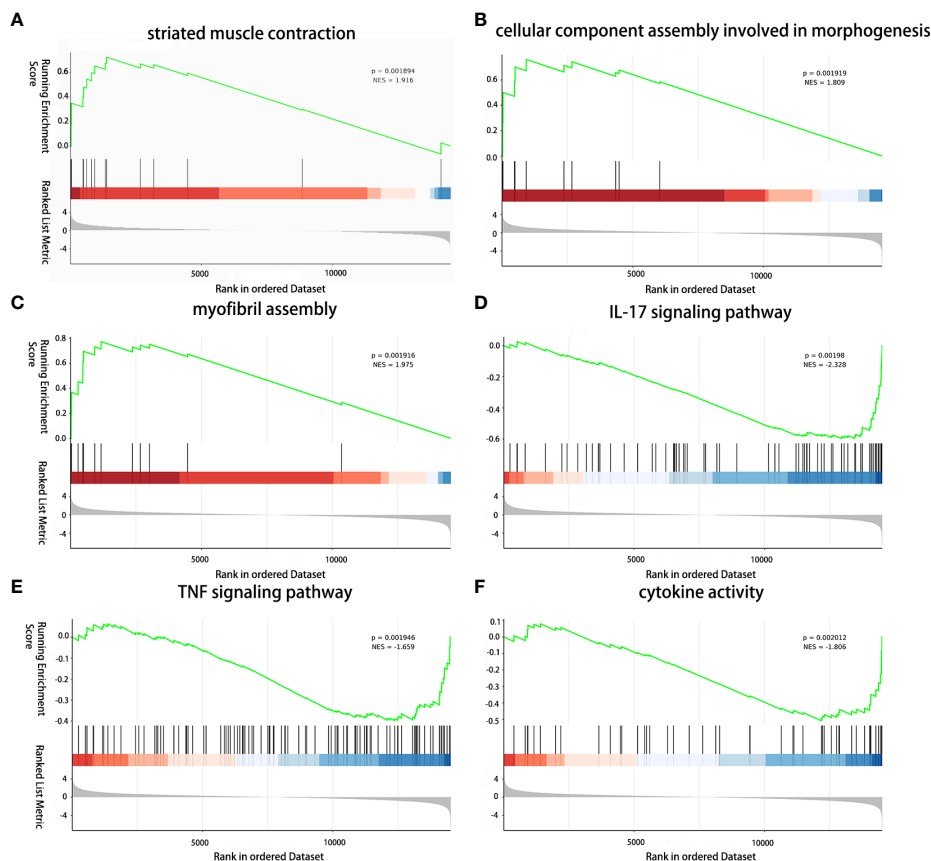 A
striated muscle contraction
Running Enrichment
Score
0.6
0.4
0.2
0.0
p = 0.001894
NES = 1.916
Ranked List Metric
4
0
-4
5000
10000
Rank in ordered Dataset
B
cellular component assembly involved in morphogenesis
0.6
0.4
0.2
0.0
p = 0.001919
NES = 1.809
4
0
-4
5000
10000
Rank in ordered Dataset
C
myofibril assembly
Running Enrichment
Score
0.8
0.6
0.4
0.2
0.0
p = 0.001916
NES = 1.975
Ranked List Metric
4
0
-4
5000
10000
Rank in ordered Dataset
D
IL-17 signaling pathway
0.0
-0.2
-0.4
-0.6
p = 0.00198
NES = -2.328
4
0
-4
5000
10000
Rank in ordered Dataset
E
TNF signaling pathway
Running Enrichment
Score
0.0
-0.1
-0.2
-0.3
-0.4
p = 0.001946
NES = -1.659
Ranked List Metric
4
0
-4
5000
10000
Rank in ordered Dataset
F
cytokine activity
0.1
0.0
-0.1
-0.2
-0.3
-0.4
-0.5
p = 0.002012
NES = -1.806
4
0
-4
5000
10000
Rank in ordered Dataset